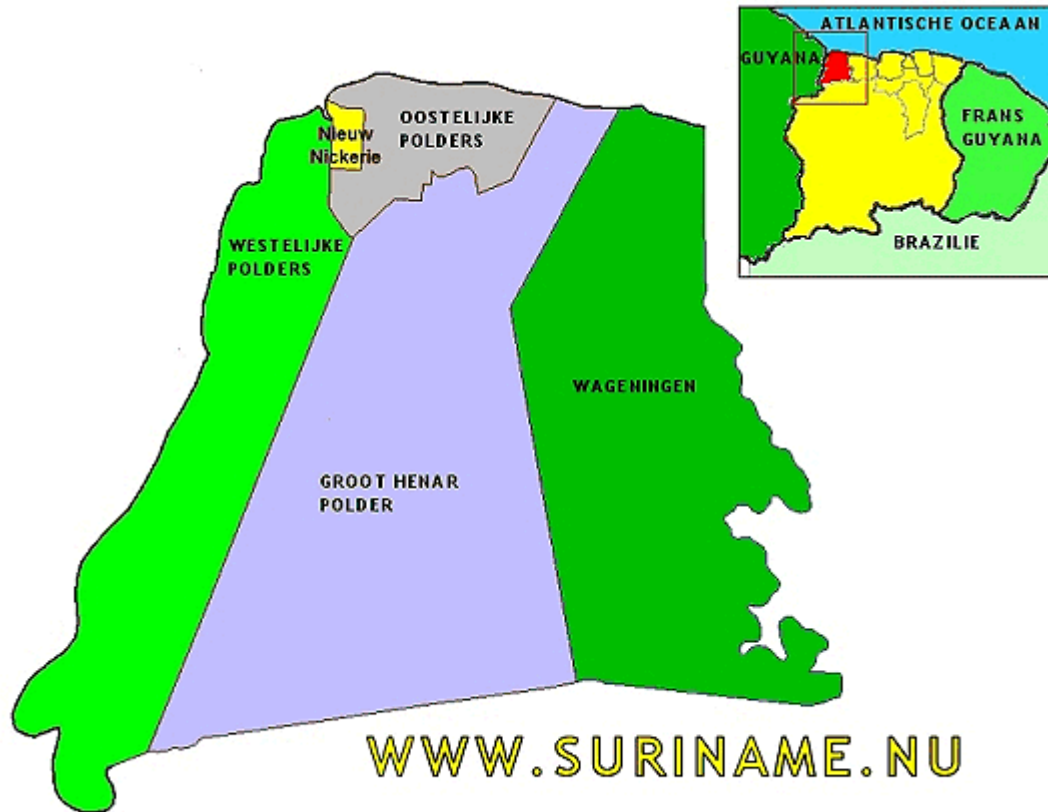 ATLANTISCHE OCEAAN
GUYANA
FRANS
GUYANA
BRAZILIE
OOSTELIJKE
POLDERS
Nieuw
Nickerie
WESTELIJKE
POLDERS
WAGENINGEN
GROOT HENAR
POLDER
WWW.SURINAME.NU